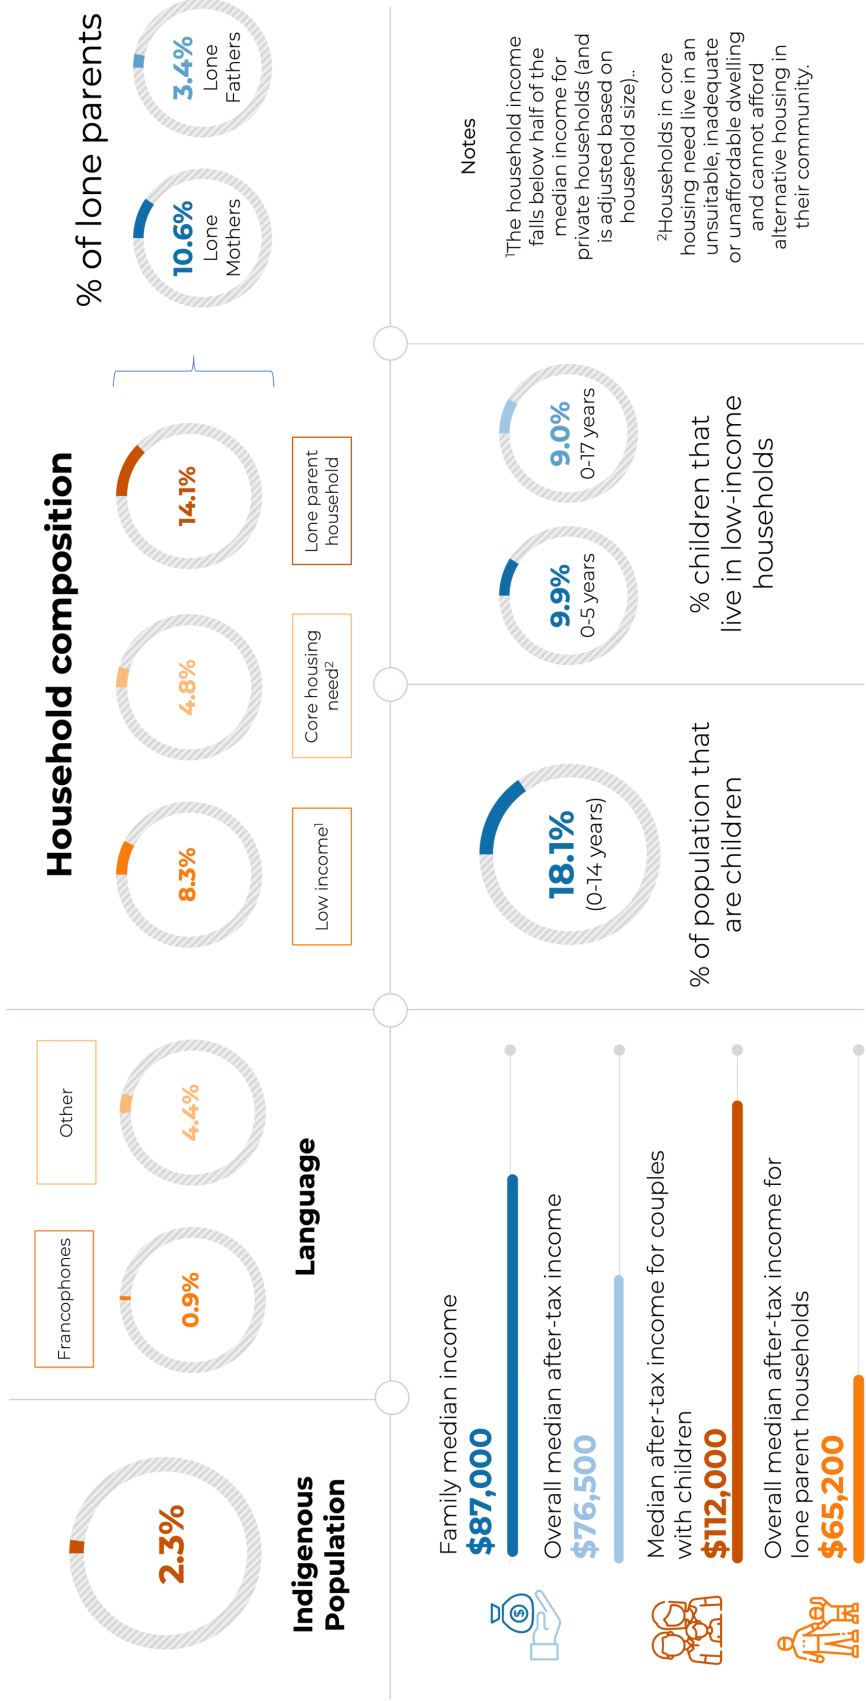 2.3%
Indigenous
Population
Francophones
Other
0.9%
4.4%
Language
Household composition
8.3%
4.8%
14.1%
Low income¹
Core housing
need²
Lone parent
household
% of lone parents
10.6%
Lone
Mothers
3.4%
Lone
Fathers
Family median income
$87,000
Overall median after-tax income
$76,500
Median after-tax income for couples
with children
$112,000
Overall median after-tax income for
lone parent households
$65,200
$
18.1%
(0-14 years)
% of population that
are children
9.9%
0-5 years
9.0%
0-17 years
% children that
live in low-income
households
Notes
¹The household income
falls below half of the
median income for
private households (and
is adjusted based on
household size)..
²Households in core
housing need live in an
unsuitable, inadequate
or unaffordable dwelling
and cannot afford
alternative housing in
their community.